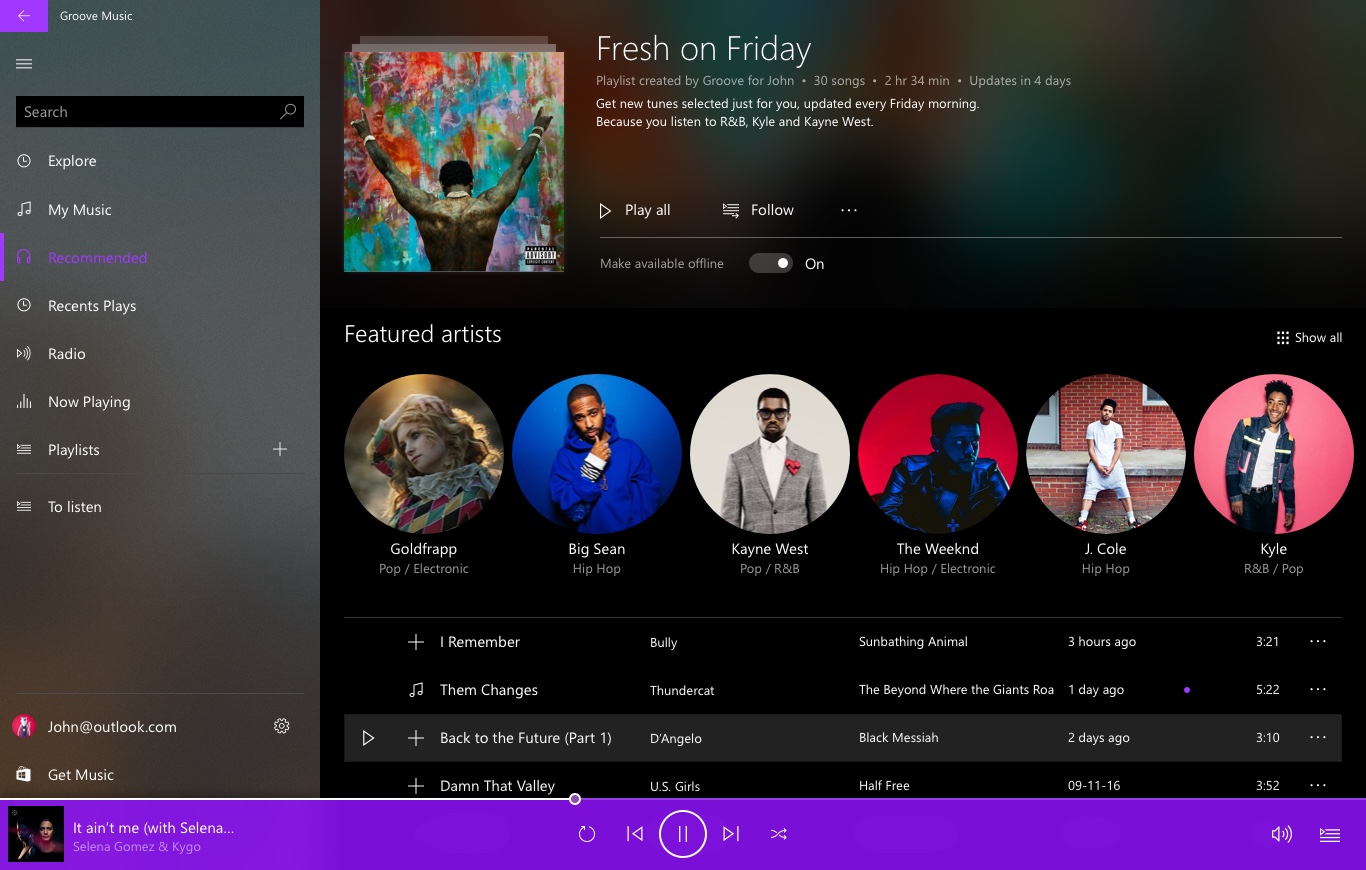 Groove Music
Search
Explore
My Music
Recommended
Recents Plays
Radio
Now Playing
Playlists
To listen
John@outlook.com
Get Music
Fresh on Friday
Playlist created by Groove for John • 30 songs • 2 hr 34 min • Updates in 4 days
Get new tunes selected just for you, updated every Friday morning.
Because you listen to R&B, Kyle and Kayne West.
Play all Follow ···
Make available offline On
PARENTAL
ADVISORY
EXPLICIT CONTENT
Featured artists Show all
Goldfrapp Big Sean Kayne West The Weeknd J. Cole Kyle
Pop / Electronic Hip Hop Pop / R&B Hip Hop / Electronic Hip Hop R&B / Pop
I Remember Bully Sunbathing Animal 3 hours ago 3:21 ···
Them Changes Thundercat The Beyond Where the Giants Roa 1 day ago 5:22 ···
Back to the Future (Part 1) D'Angelo Black Messiah 2 days ago 3:10 ···
Damn That Valley U.S. Girls Half Free 09-11-16 3:52 ···
It ain't me (with Selena...
Selena Gomez & Kygo